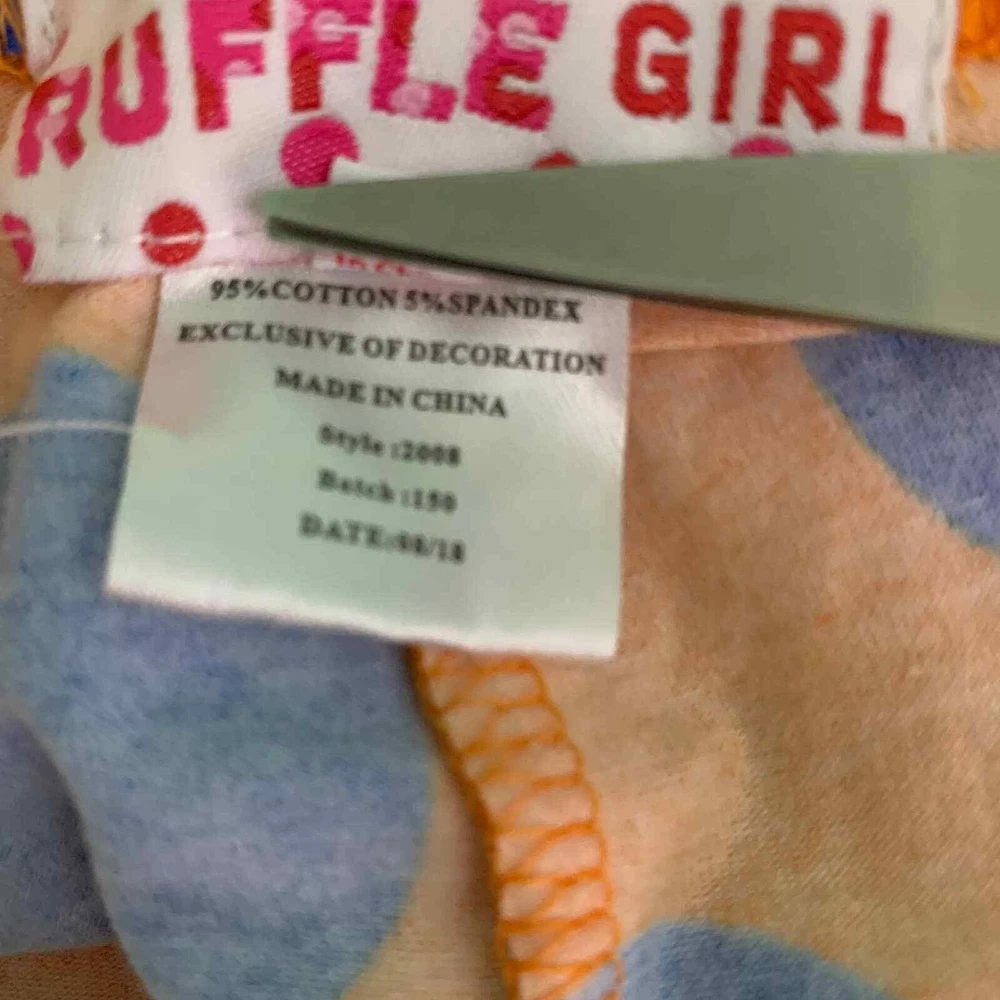 RUFFLE GIRL
95%COTTON 5%SPANDEX
EXCLUSIVE OF DECORATION
MADE IN CHINA
Style :2008
Batch :150
DATE:08/18